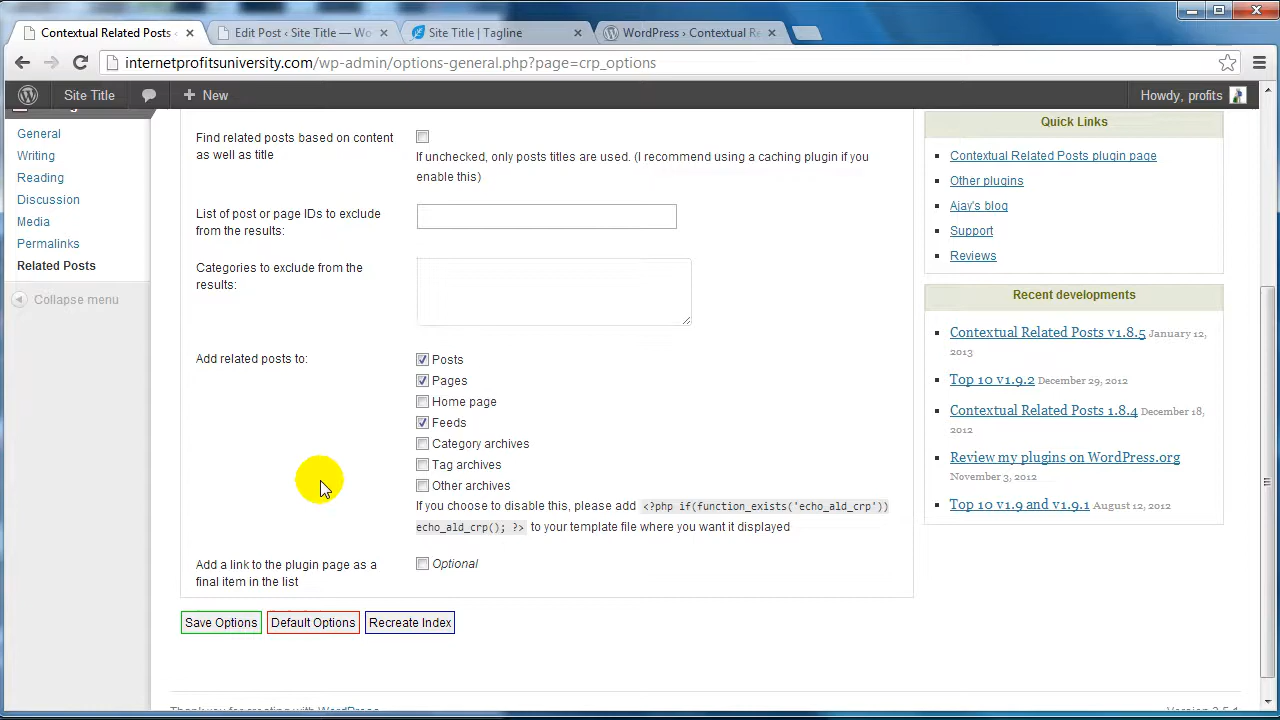 Contextual Related Posts
Edit Post ‹ Site Title — Wo
Site Title | Tagline
WordPress › Contextual Re
internetprofitsuniversity.com/wp-admin/options-general.php?page=crp_options
Site Title
New
Howdy, profits
General
Writing
Reading
Discussion
Media
Permalinks
Related Posts
Collapse menu
Find related posts based on content
as well as title
If unchecked, only posts titles are used. (I recommend using a caching plugin if you
enable this)
List of post or page IDs to exclude
from the results:
Categories to exclude from the
results:
Add related posts to:
Posts
Pages
Home page
Feeds
Category archives
Tag archives
Other archives
If you choose to disable this, please add <?php if(function_exists('echo_ald_crp'))
echo_ald_crp(); ?> to your template file where you want it displayed
Add a link to the plugin page as a
final item in the list
Optional
Save Options
Default Options
Recreate Index
Quick Links
Contextual Related Posts plugin page
Other plugins
Ajay's blog
Support
Reviews
Recent developments
Contextual Related Posts v1.8.5 January 12,
2013
Top 10 v1.9.2 December 29, 2012
Contextual Related Posts 1.8.4 December 18,
2012
Review my plugins on WordPress.org
November 3, 2012
Top 10 v1.9 and v1.9.1 August 12, 2012
Thank you for creating with WordPress
Version 3.5.1